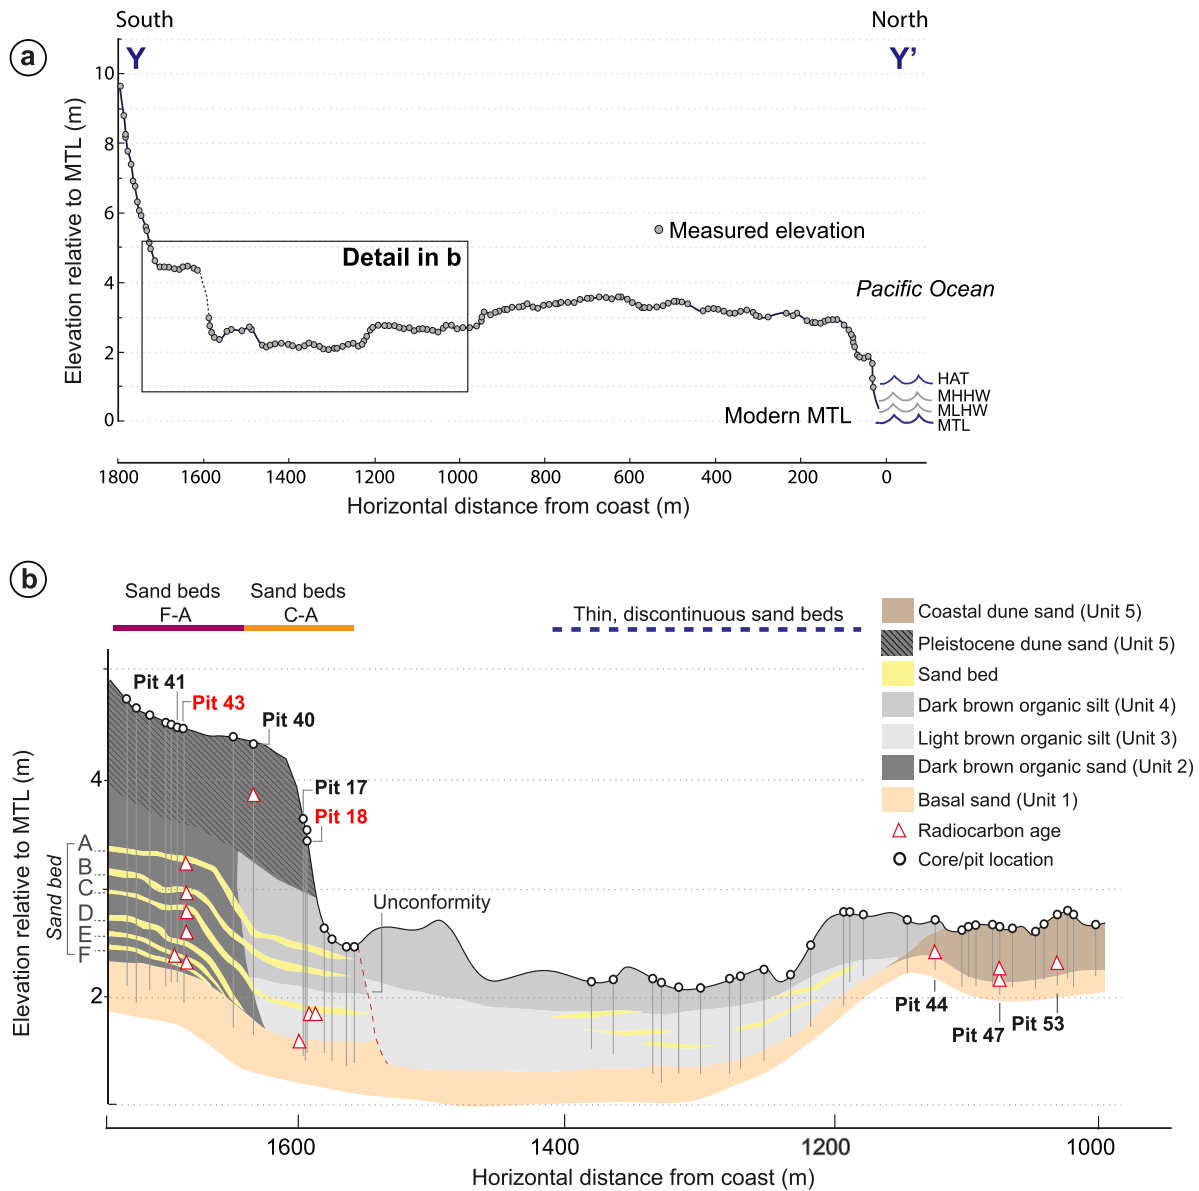 South
North
a
Y
Y’
10
8
6
4
2
0
Elevation relative to MTL (m)
Measured elevation
Detail in b
Pacific Ocean
HAT
MHHW
MLHW
MTL
Modern MTL
1800
1600
1400
1200
1000
800
600
400
200
0
Horizontal distance from coast (m)
b
Sand beds
F-A
Sand beds
C-A
Thin, discontinuous sand beds
Coastal dune sand (Unit 5)
Pleistocene dune sand (Unit 5)
Sand bed
Dark brown organic silt (Unit 4)
Light brown organic silt (Unit 3)
Dark brown organic sand (Unit 2)
Basal sand (Unit 1)
Radiocarbon age
Core/pit location
Pit 41
Pit 43
Pit 40
Pit 17
Pit 18
4
2
Elevation relative to MTL (m)
Sand bed
A
B
C
D
E
F
Unconformity
Pit 44
Pit 47
Pit 53
1600
1400
1200
1000
Horizontal distance from coast (m)